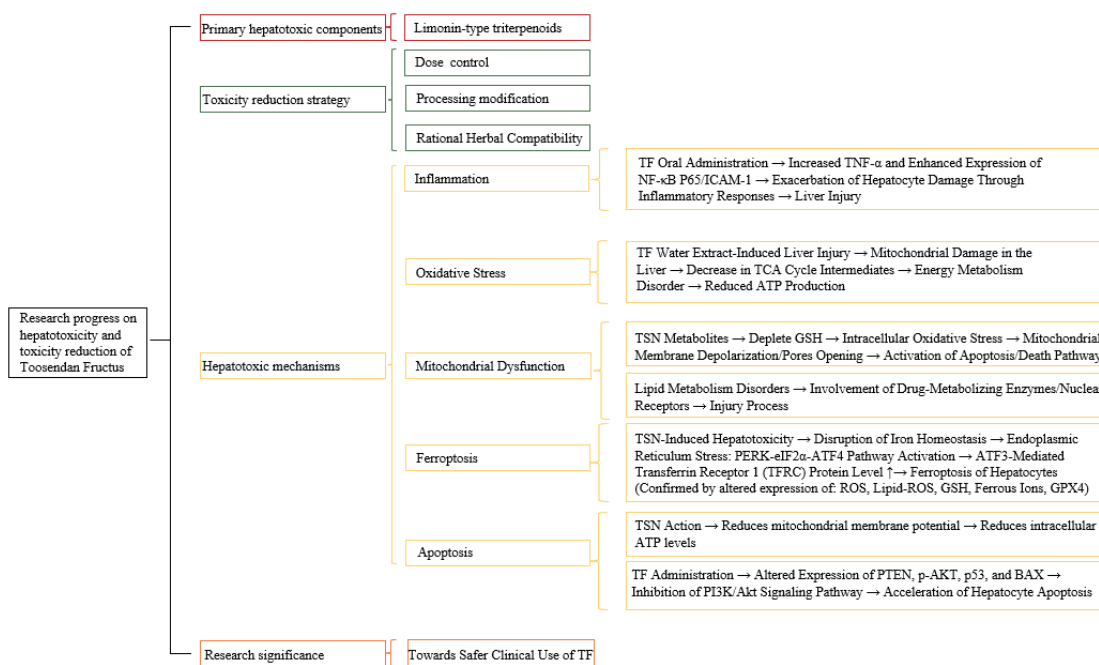 Primary hepatotoxic components
Limonin-type triterpenoids
Toxicity reduction strategy
Dose control
Processing modification
Rational Herbal Compatibility
Research progress on
hepatotoxicity and
toxicity reduction of
Toosendan Fructus
Hepatotoxic mechanisms
Inflammation
TF Oral Administration → Increased TNF-α and Enhanced Expression of
NF-κB P65/ICAM-1 → Exacerbation of Hepatocyte Damage Through
Inflammatory Responses → Liver Injury
Oxidative Stress
TF Water Extract-Induced Liver Injury → Mitochondrial Damage in the
Liver → Decrease in TCA Cycle Intermediates → Energy Metabolism
Disorder → Reduced ATP Production
Mitochondrial Dysfunction
TSN Metabolites → Deplete GSH → Intracellular Oxidative Stress → Mitochondrial
Membrane Depolarization/Pores Opening → Activation of Apoptosis/Death Pathway
Lipid Metabolism Disorders → Involvement of Drug-Metabolizing Enzymes/Nuclea
Receptors → Injury Process
Ferroptosis
TSN-Induced Hepatotoxicity → Disruption of Iron Homeostasis → Endoplasmic
Reticulum Stress: PERK-eIF2α-ATF4 Pathway Activation → ATF3-Mediated
Transferrin Receptor 1 (TFRC) Protein Level ↑→ Ferroptosis of Hepatocytes
(Confirmed by altered expression of: ROS, Lipid-ROS, GSH, Ferrous Ions, GPX4)
Apoptosis
TSN Action → Reduces mitochondrial membrane potential → Reduces intracellular
ATP levels
TF Administration → Altered Expression of PTEN, p-AKT, p53, and BAX →
Inhibition of PI3K/Akt Signaling Pathway → Acceleration of Hepatocyte Apoptosis
Research significance
Towards Safer Clinical Use of TF